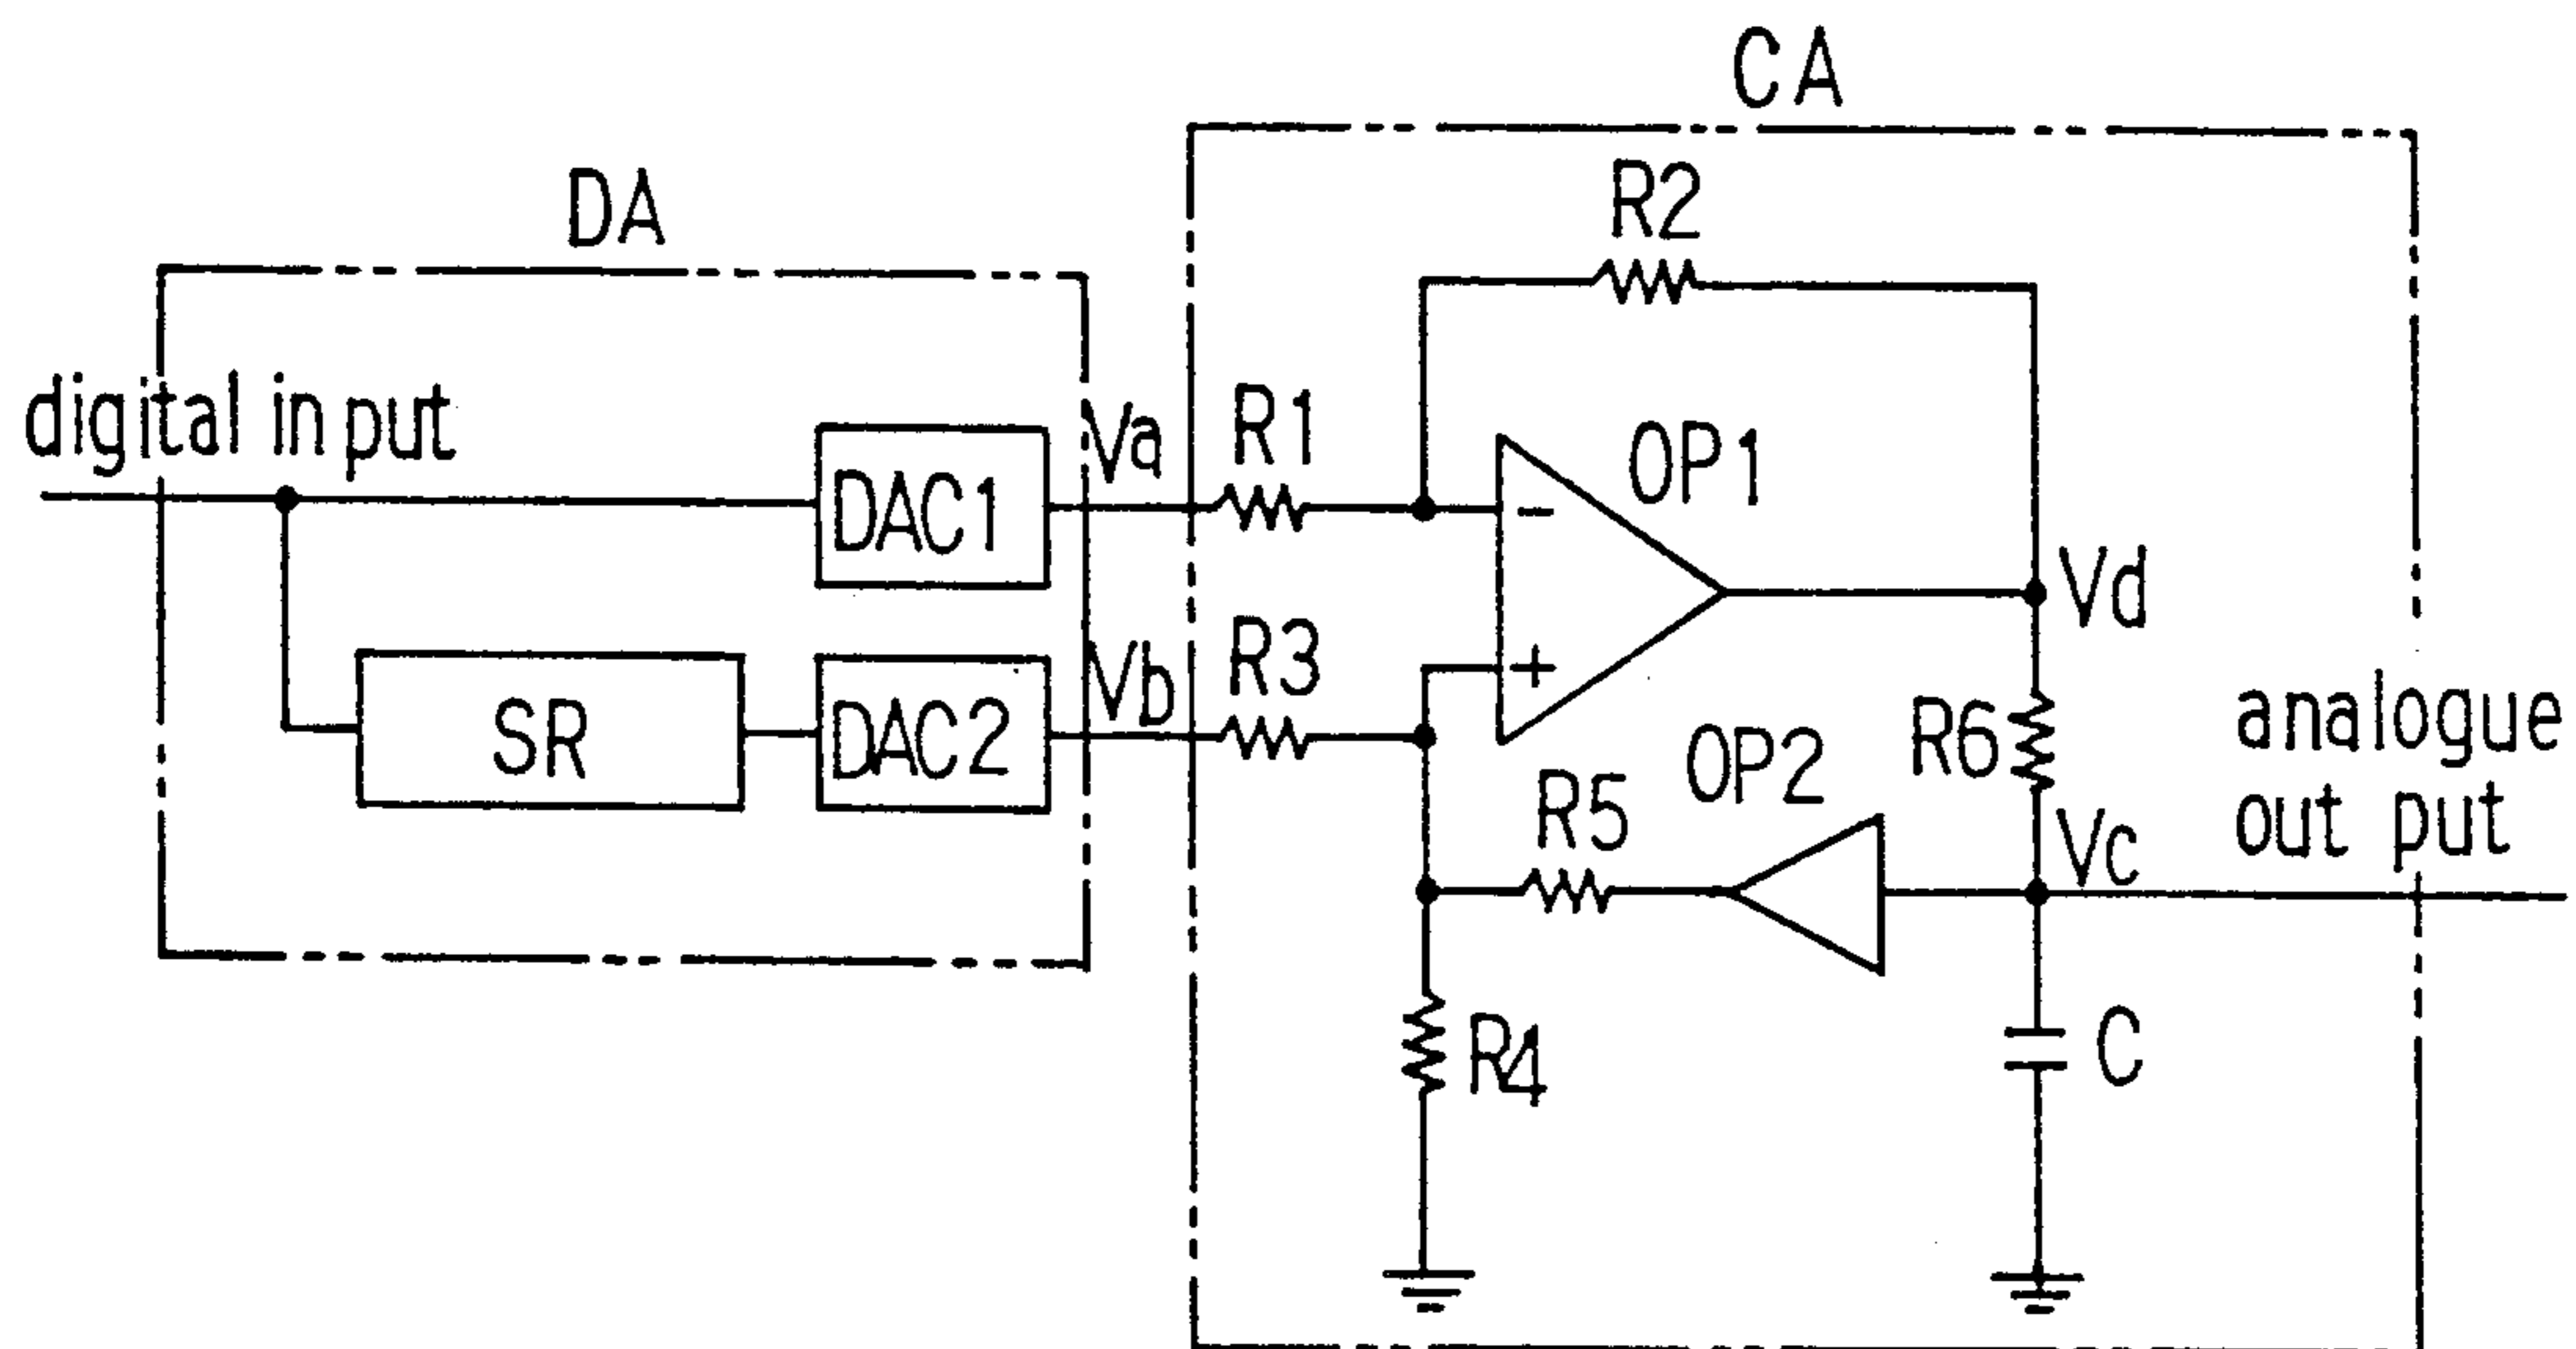 CA
DA
R2
digital in put
R1
OP1
Va
DAC1
-
Vd
R3
Vb
+
SR
DAC2
OP2
R6
analogue
out put
R5
Vc
R4
C